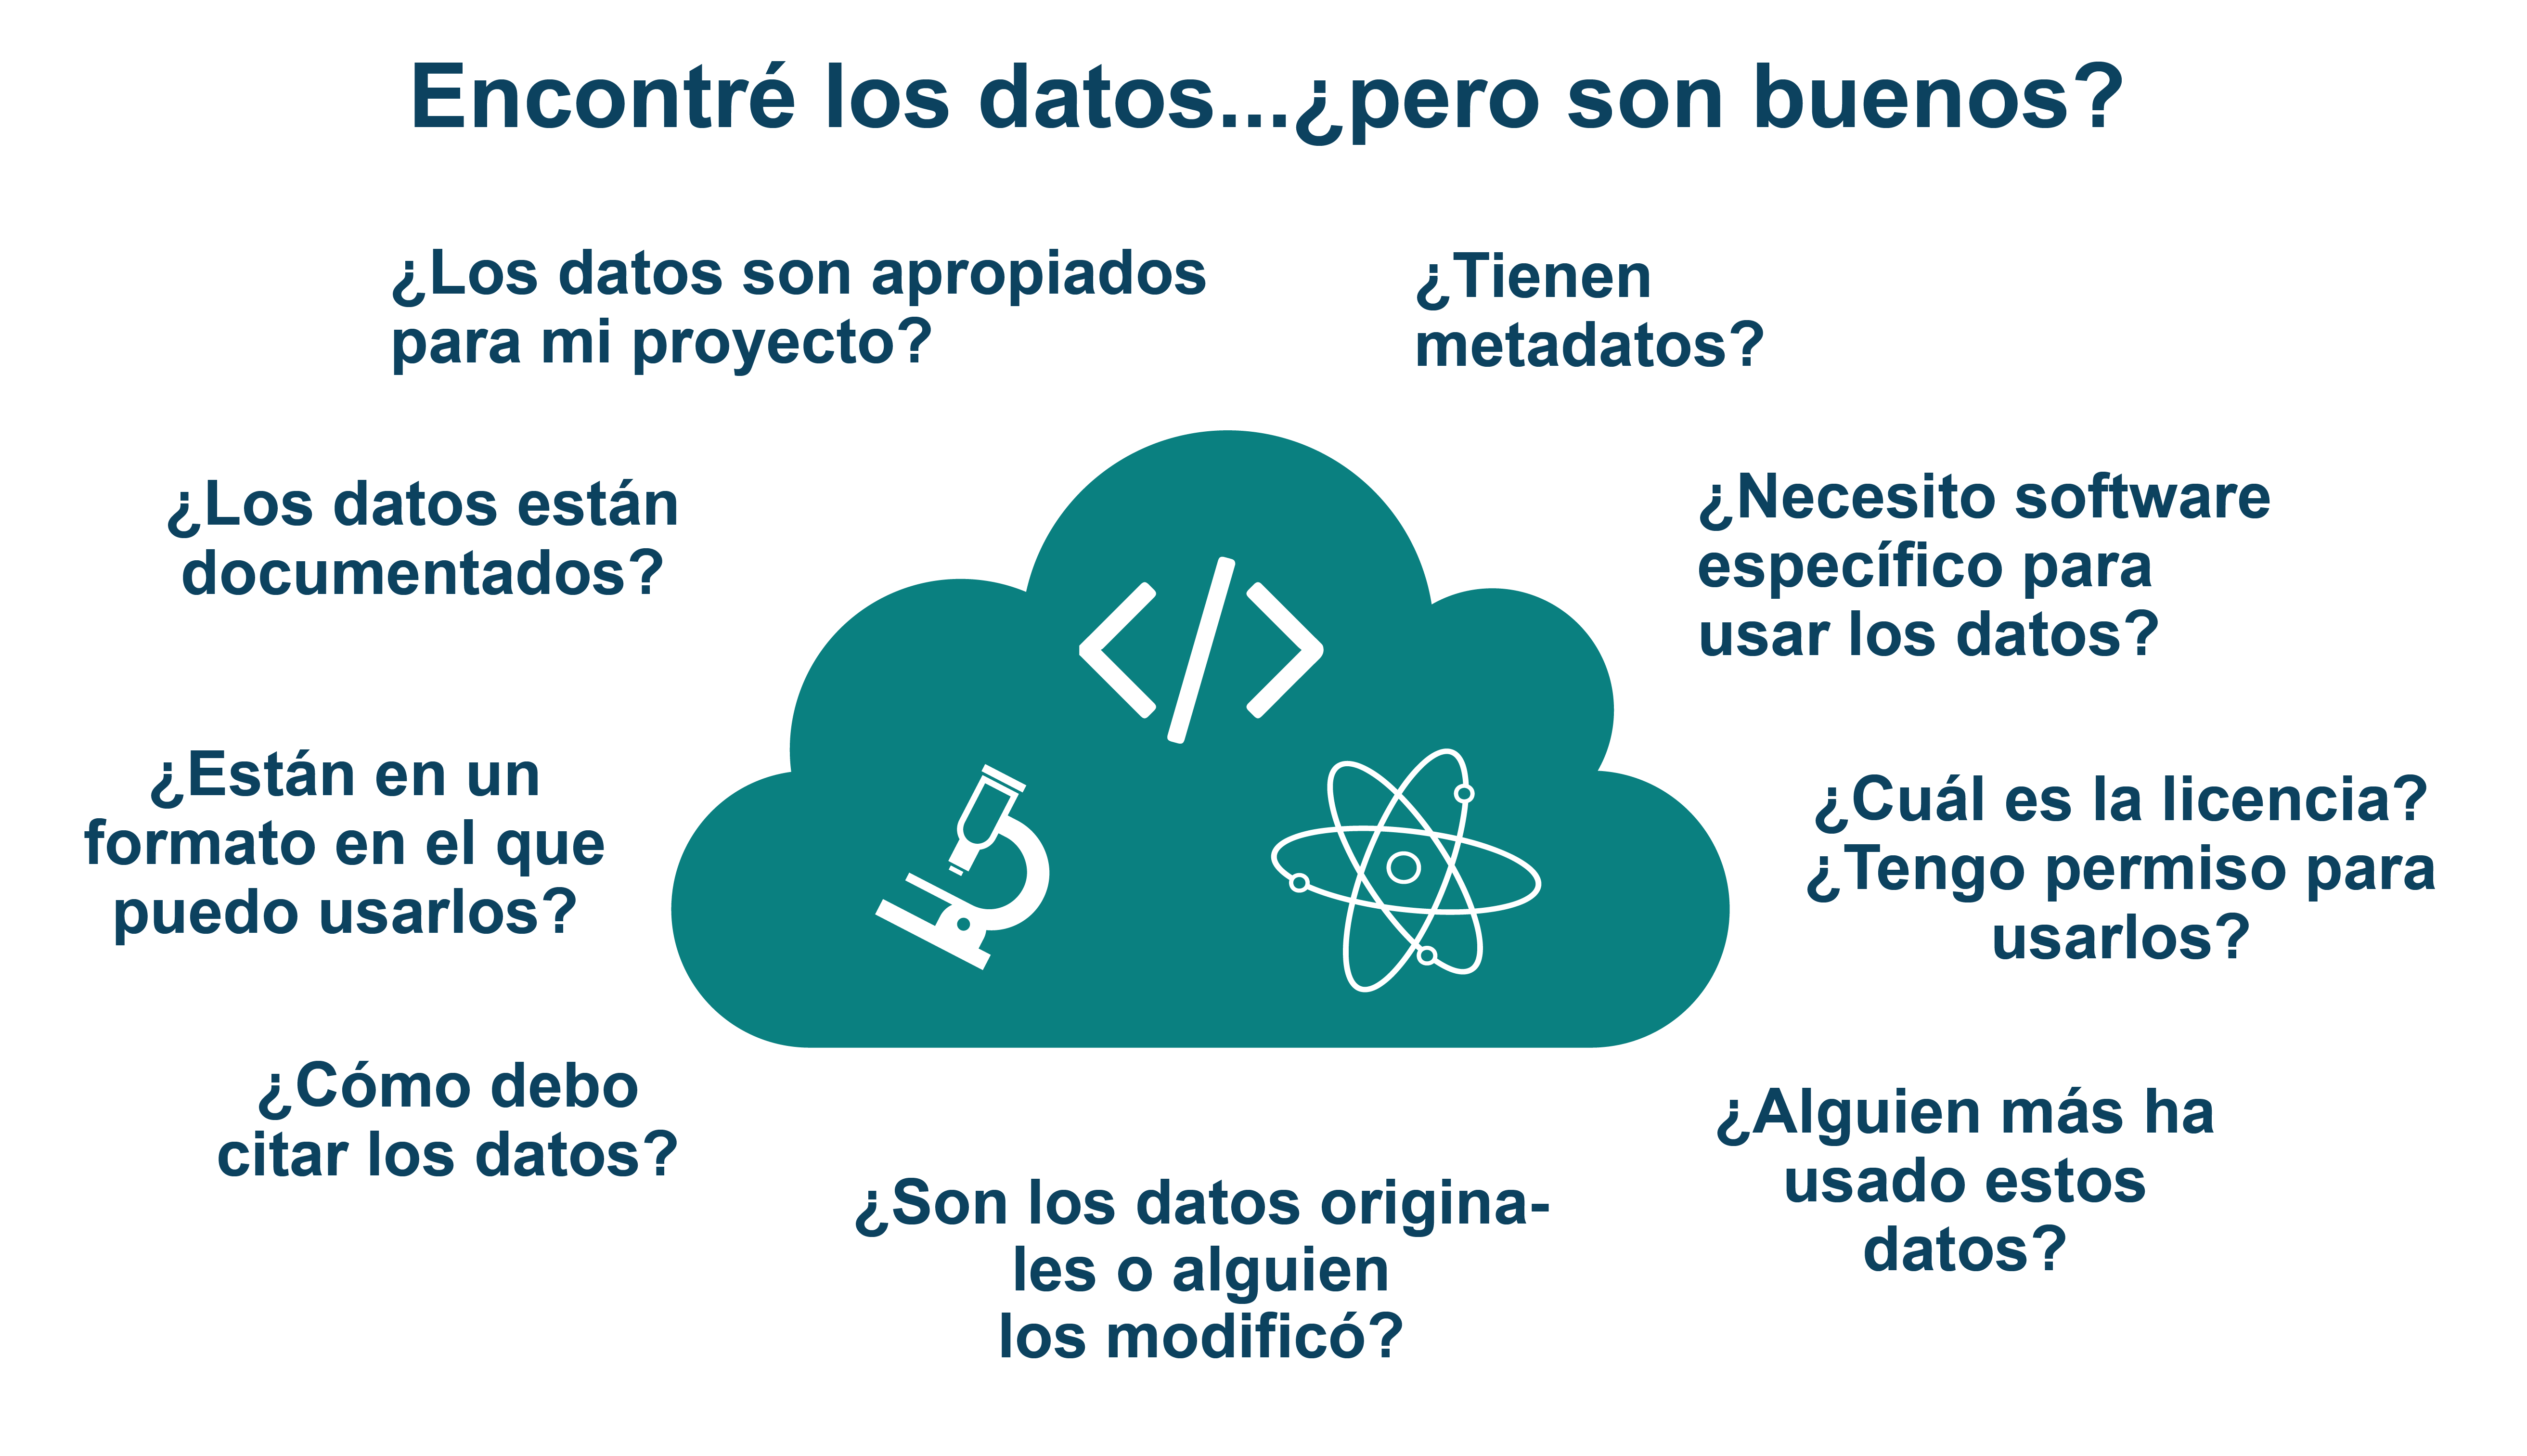 Encontré los datos...¿pero son buenos?
¿Los datos son apropiados
para mi proyecto?
¿Tienen
metadatos?
¿Los datos están
documentados?
¿Necesito software
específico para
usar los datos?
¿Están en un
formato en el que
puedo usarlos?
¿Cuál es la licencia?
¿Tengo permiso para
usarlos?
¿Cómo debo
citar los datos?
¿Son los datos origina-
les o alguien
los modificó?
¿Alguien más ha
usado estos
datos?